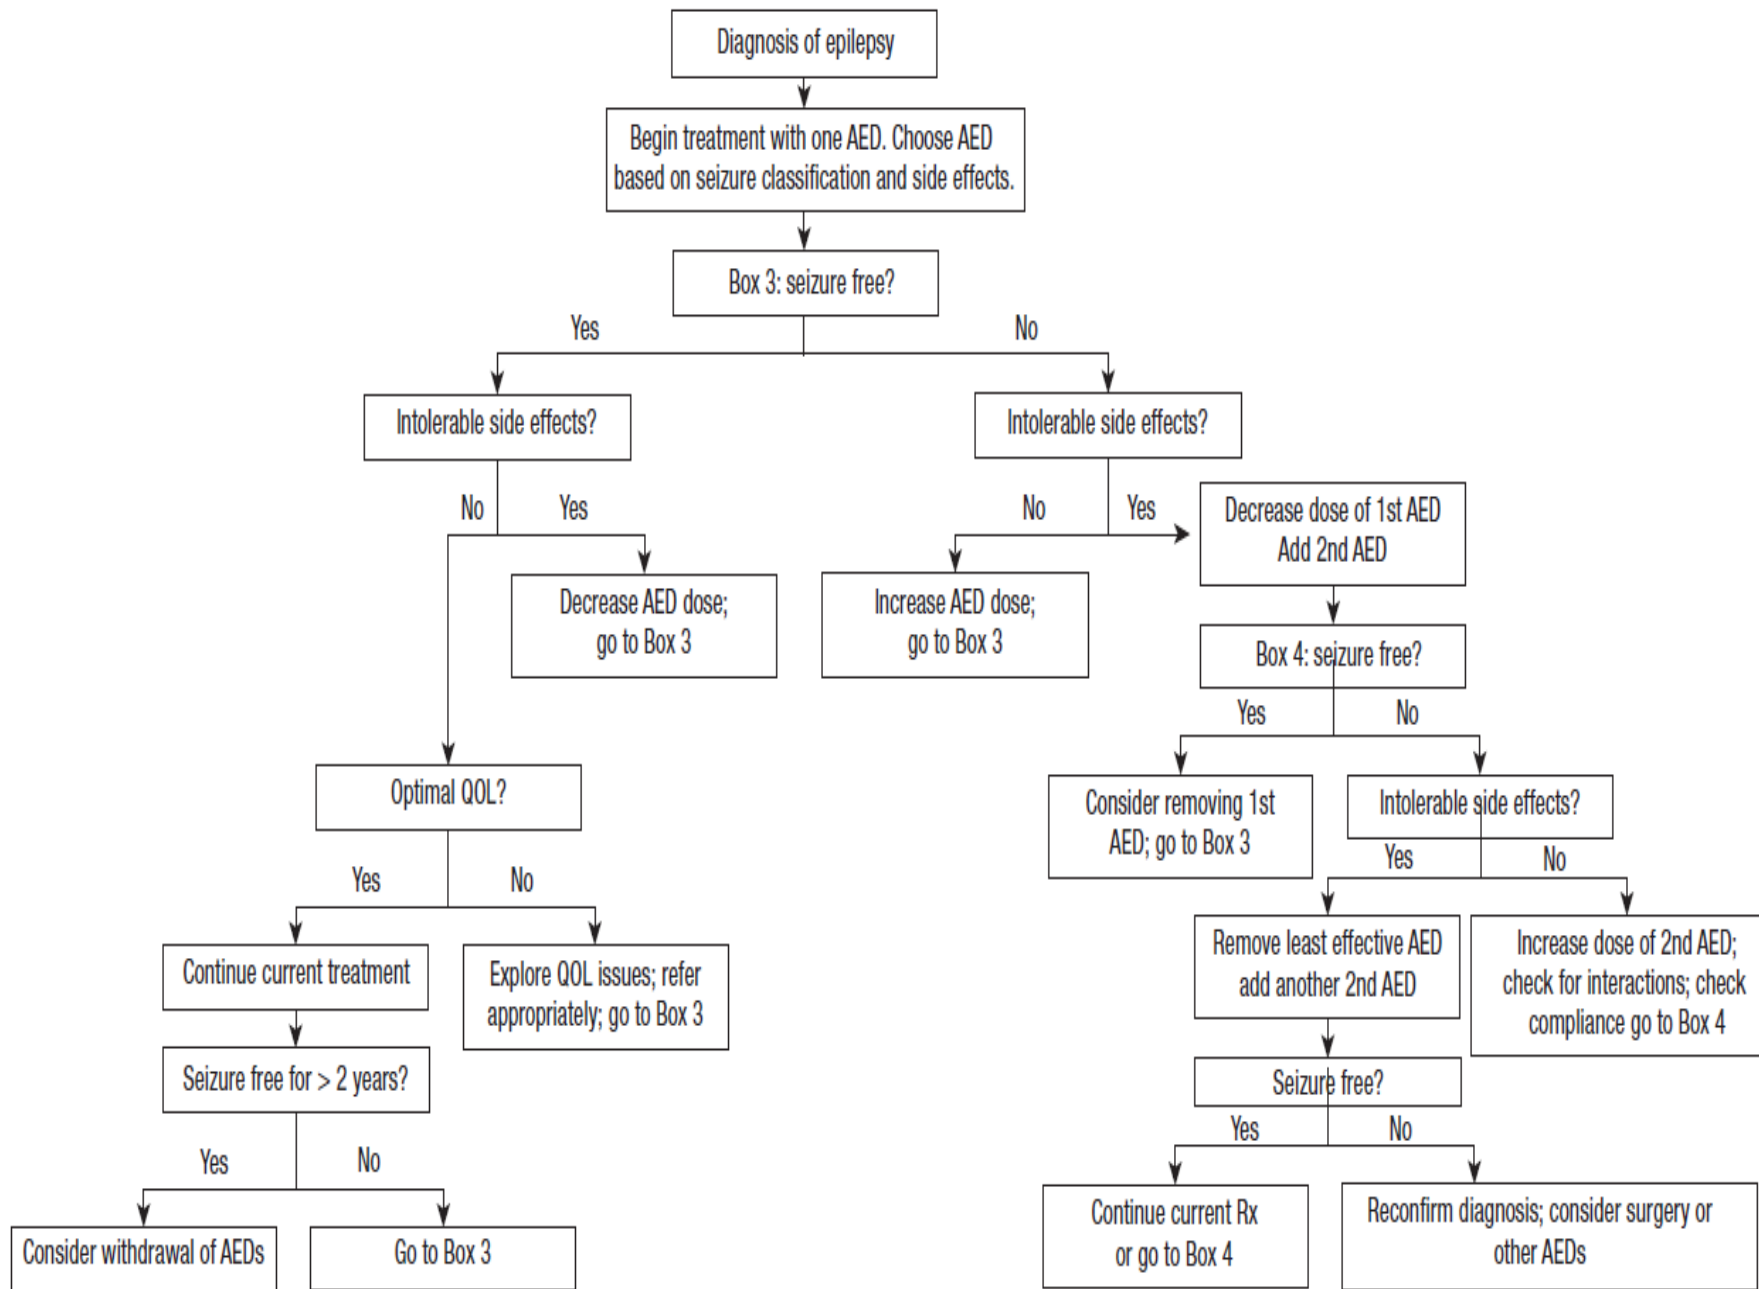 Diagnosis of epilepsy
Begin treatment with one AED. Choose AED
based on seizure classification and side effects.
Box 3: seizure free?
Yes
No
Intolerable side effects?
Intolerable side effects?
No
Yes
No
Yes
Decrease dose of 1st AED
Add 2nd AED
Decrease AED dose;
go to Box 3
Increase AED dose;
go to Box 3
Box 4: seizure free?
Yes
No
Optimal QOL?
Consider removing 1st
AED; go to Box 3
Intolerable side effects?
Yes
No
Yes
No
Continue current treatment
Explore QOL issues; refer
appropriately; go to Box 3
Remove least effective AED
add another 2nd AED
Increase dose of 2nd AED;
check for interactions; check
compliance go to Box 4
Seizure free for > 2 years?
Seizure free?
Yes
No
Yes
No
Consider withdrawal of AEDs
Go to Box 3
Continue current Rx
or go to Box 4
Reconfirm diagnosis; consider surgery or
other AEDs